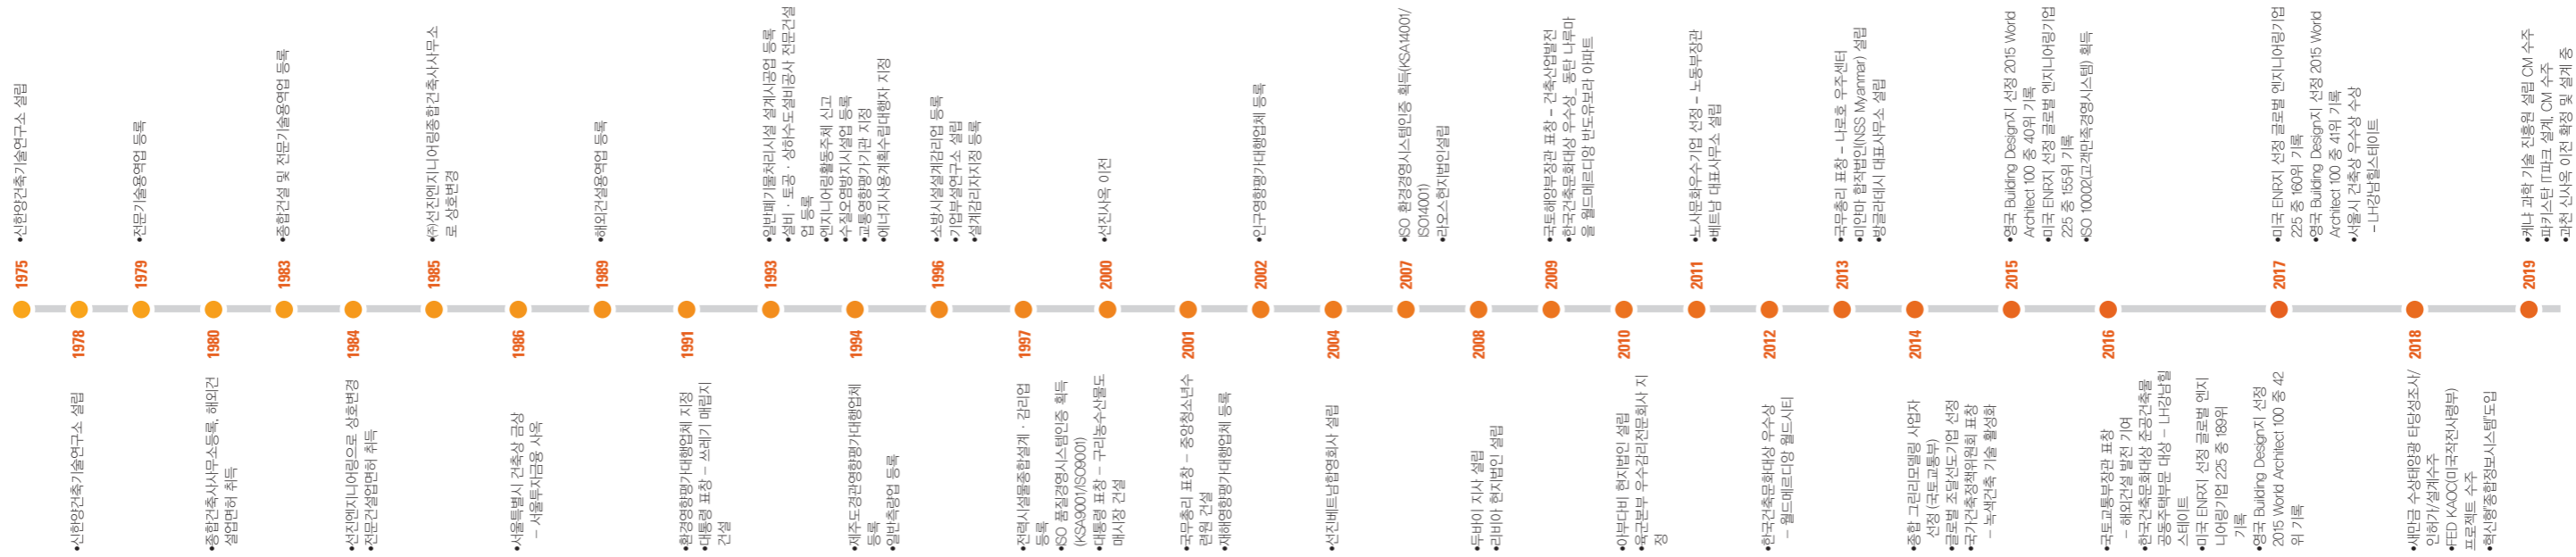 1975
•신한양건축기술연구소 설립
1978
•신한양건축기술연구소 설립
1979
•전문기술용역업 등록
1980
•종합건축사사무소등록, 해외건
설업면허 취득
1983
•종합건설 및 전문기술용역업 등록
1984
•선진엔지니어링으로 상호변경
•전문건설업면허 취득
1985
•㈜선진엔지니어링종합건축사사무소
로 상호변경
1986
•서울특별시 건축상 금상
– 서울투자금융 사옥
1989
•해외건설용역업 등록
1991
•환경영향평가대행업체 지정
•대통령 표창 – 쓰레기 매립지
건설
1993
•일반폐기물처리시설 설계시공업 등록
•설비 · 토공 · 상하수도설비공사 전문건설
업 등록
•엔지니어링활동주체 신고
•수질오염방지시설업 등록
•교통영향평가기관 지정
•에너지사용계획수립대행자 지정
1994
•제주도경관영향평가대행업체
등록
•일반측량업 등록
1996
•소방시설설계감리업 등록
•기업부설연구소 설립
•설계감리자지정 등록
1997
•전력시설물종합설계 · 감리업
등록
•ISO 품질경영시스템인증 획득
(KSA9001/ISO9001)
•대통령 표창 – 구리농수산물도
매시장 건설
2000
•선진사옥 이전
2001
•국무총리 표창 – 중앙청소년수
련원 건설
•재해영향평가대행업체 등록
2002
•인구영향평가대행업체 등록
2004
•선진베트남합영회사 설립
2007
•ISO 환경경영시스템인증 획득(KSA14001/
ISO14001)
•라오스현지법인설립
2008
•두바이 지사 설립
•리비아 현지법인 설립
2009
•국토해양부장관 표창 – 건축산업발전
•한국건축문화대상 우수상_ 동탄 나루마
을 월드메르디앙 반도유보라 아파트
2010
•아부다비 현지법인 설립
•육군본부 우수감리전문회사 지
정
2011
•노사문화우수기업 선정 – 노동부장관
•베트남 대표사무소 설립
2012
•한국건축문화대상 우수상
– 월드메르디앙 월드시티
2013
•국무총리 표창 – 나로호 우주센터
•미얀마 합작법인(NSS Myanmar) 설립
•방글라데시 대표사무소 설립
2014
•종합 그린리모델링 사업자
선정 (국토교통부)
•글로벌 조달선도기업 선정
•국가건축정책위원회 표창
– 녹색건축 기술 활성화
2015
•영국 Building Design지 선정 2015 World
Architect 100 중 40위 기록
•미국 ENR지 선정 글로벌 엔지니어링기업
225 중 155위 기록
•ISO 10002(고객만족경영시스템) 획득
2016
•국토교통부장관 표창
– 해외건설 발전 기여
•한국건축문화대상 준공건축물
공동주택부문 대상 – LH강남힐
스테이트
•미국 ENR지 선정 글로벌 엔지
니어링기업 225 중 189위
기록
•영국 Building Design지 선정
2015 World Architect 100 중 42
위 기록
2017
•미국 ENR지 선정 글로벌 엔지니어링기업
225 중 160위 기록
•영국 Building Design지 선정 2015 World
Architect 100 중 41위 기록
•서울시 건축상 우수상 수상
– LH강남힐스테이트
2018
•새만금 수상태양광 타당성조사/
인허가/설계수주
•FED KAOC(미국작전사령부)
프로젝트 수주
•혁신형"종합정보시스템"도입
2019
•케냐 과학 기술 진흥원 설립 CM 수주
•파키스탄 IT파크 설계, CM 수주
•과천 신사옥 이전 확정 및 설계 중